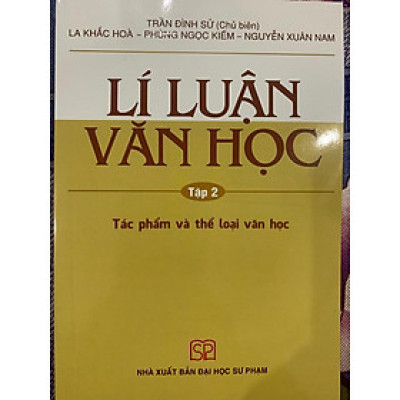 TRẦN ĐÌNH SỬ (Chủ biên)
LA KHẮC HOÀ - PHÙNG NGỌC KIẾM - NGUYỄN XUÂN NAM
LÍ LUẬN
VĂN HỌC
Tập 2
Tác phẩm và thể loại văn học
SP
NHÀ XUẤT BẢN ĐẠI HỌC SƯ PHẠM